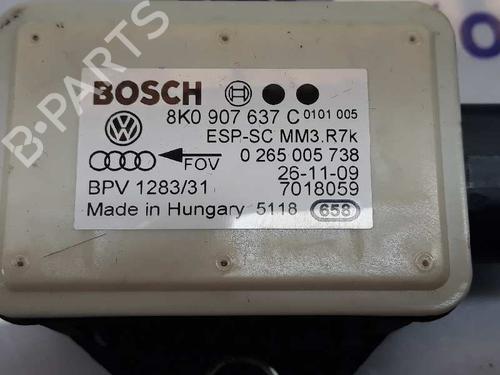 BOSCH
8K0 907 637 C 0101 005
ESP-SC MM3.R7k
FOV 0 265 005 738
26-11-09
BPV 1283/31 7018059
Made in Hungary 5118 658
B-PARTS